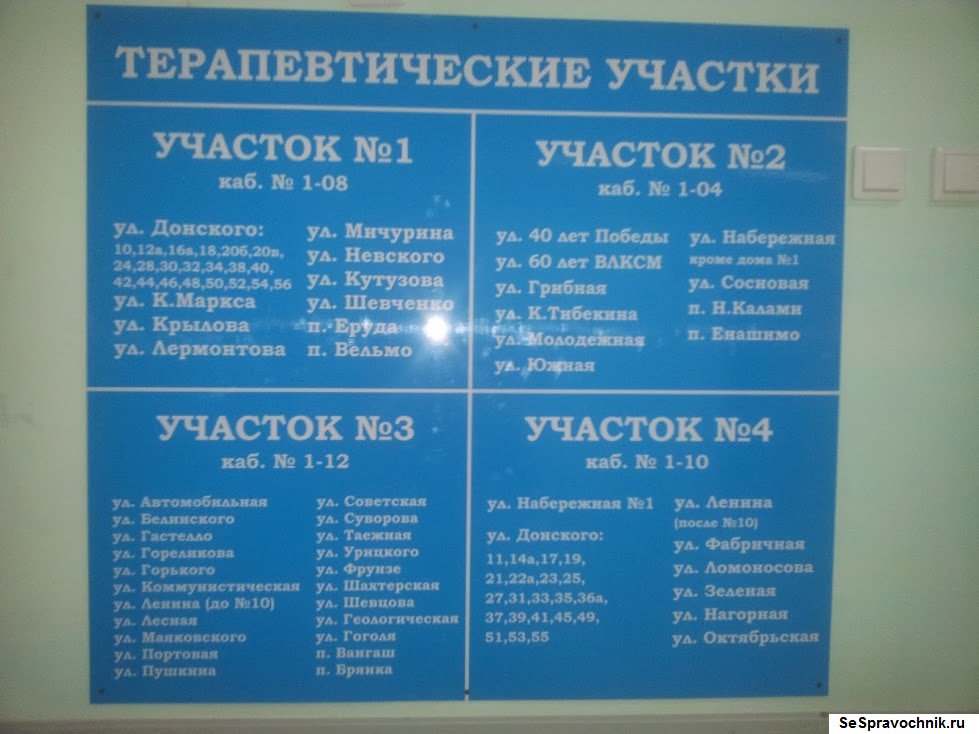 ТЕРАПЕВТИЧЕСКИЕ УЧАСТКИ
УЧАСТОК №1
каб. № 1-08
ул. Донского:
10,12а,16а,18,20б,20в,
24,28,30,32,34,38,40,
42,44,46,48,50,52,54,56
ул. К.Маркса
ул. Крылова
ул. Лермонтова
ул. Мичурина
ул. Невского
ул. Кутузова
ул. Шевченко
п. Еруда
п. Вельмо
УЧАСТОК №2
каб. № 1-04
ул. 40 лет Победы
ул. 60 лет ВЛКСМ
ул. Грибная
ул. К.Тибекина
ул. Молодежная
ул. Южная
ул. Набережная
кроме дома №1
ул. Сосновая
п. Н.Калами
п. Енашимо
УЧАСТОК №3
каб. № 1-12
ул. Автомобильная
ул. Белинского
ул. Гастелло
ул. Гореликова
ул. Горького
ул. Коммунистическая
ул. Ленина (до №10)
ул. Лесная
ул. Маяковского
ул. Портовая
ул. Пушкина
ул. Советская
ул. Суворова
ул. Таежная
ул. Урицкого
ул. Фрунзе
ул. Шахтерская
ул. Шевцова
ул. Геологическая
ул. Гоголя
п. Вангаш
п. Брянка
УЧАСТОК №4
каб. № 1-10
ул. Набережная №1
ул. Донского:
11,14а,17,19,
21,22а,23,25,
27,31,33,35,36а,
37,39,41,45,49,
51,53,55
ул. Ленина
(после №10)
ул. Фабричная
ул. Ломоносова
ул. Зеленая
ул. Нагорная
ул. Октябрьская
SeSpravochnik.ru